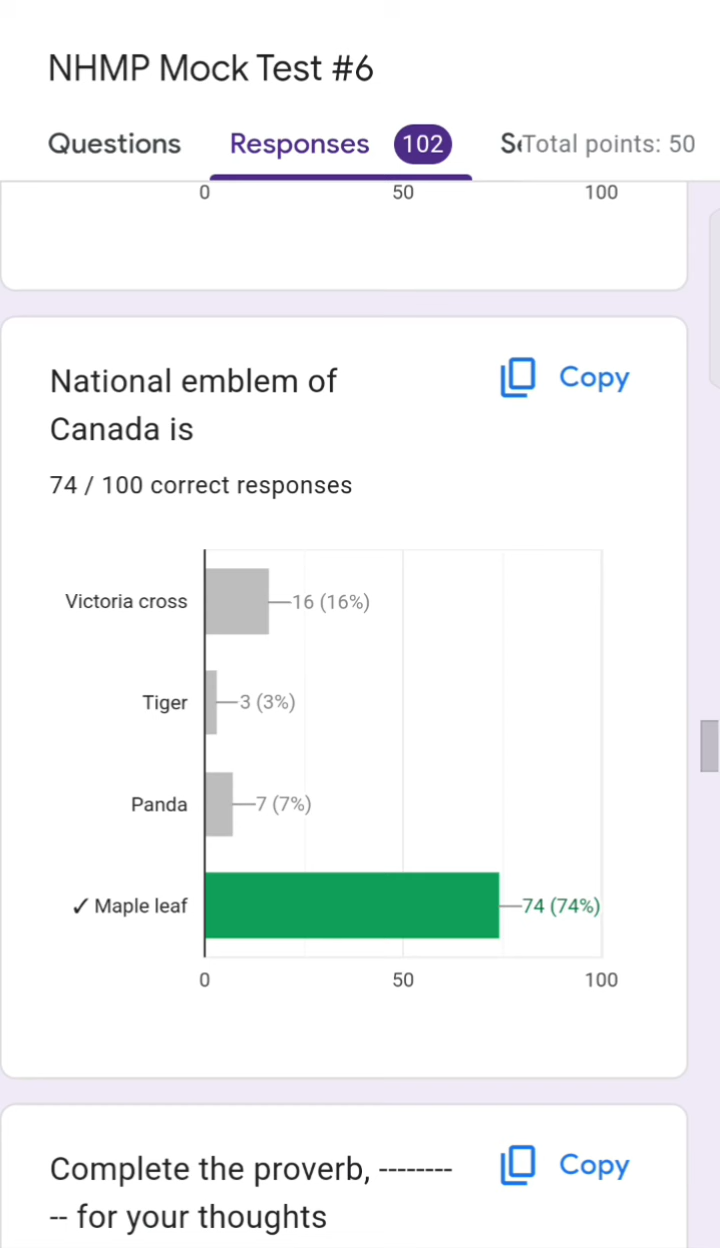 NHMP Mock Test #6
Questions Responses 102 Total points: 50
0 50 100
National emblem of
Canada is
Copy
74 / 100 correct responses
Victoria cross 16 (16%)
Tiger 3 (3%)
Panda 7 (7%)
✓ Maple leaf 74 (74%)
0 50 100
Complete the proverb, --------
-- for your thoughts
Copy